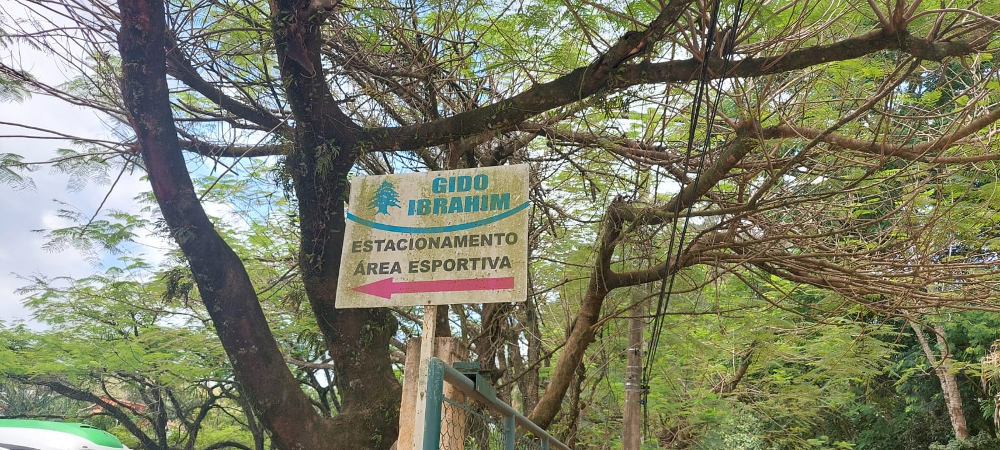 GIDO
IBRAHIM
ESTACIONAMENTO
ÁREA ESPORTIVA